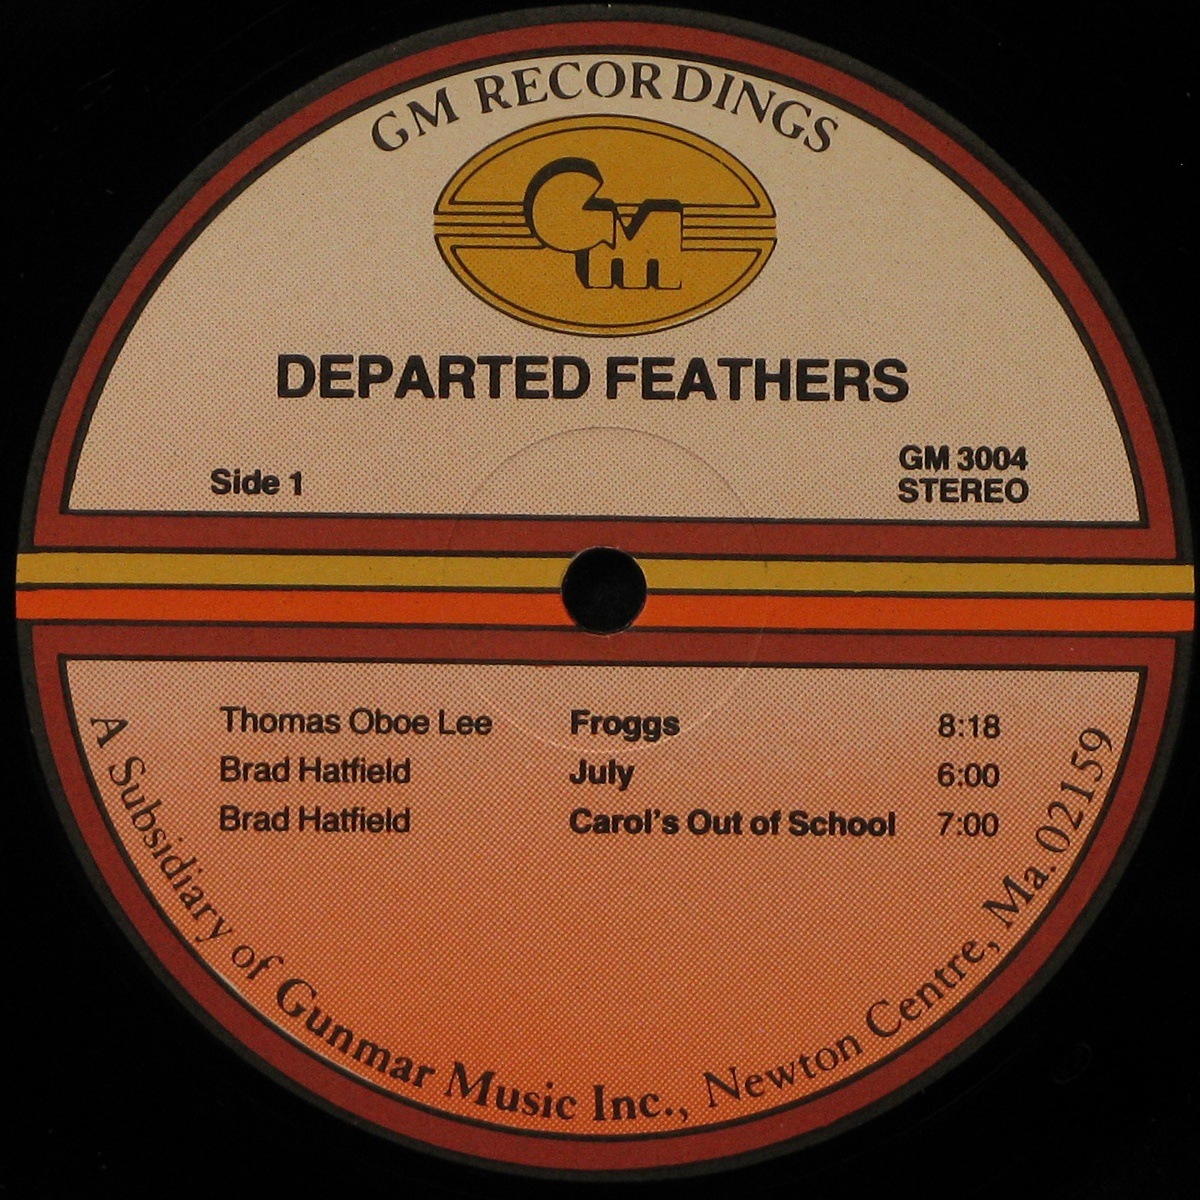 GM RECORDINGS
GM
DEPARTED FEATHERS
Side 1
GM 3004
STEREO
Thomas Oboe Lee Froggs 8:18
Brad Hatfield July 6:00
Brad Hatfield Carol's Out of School 7:00
A Subsidiary of Gunmar Music Inc., Newton Centre, Ma. 02159